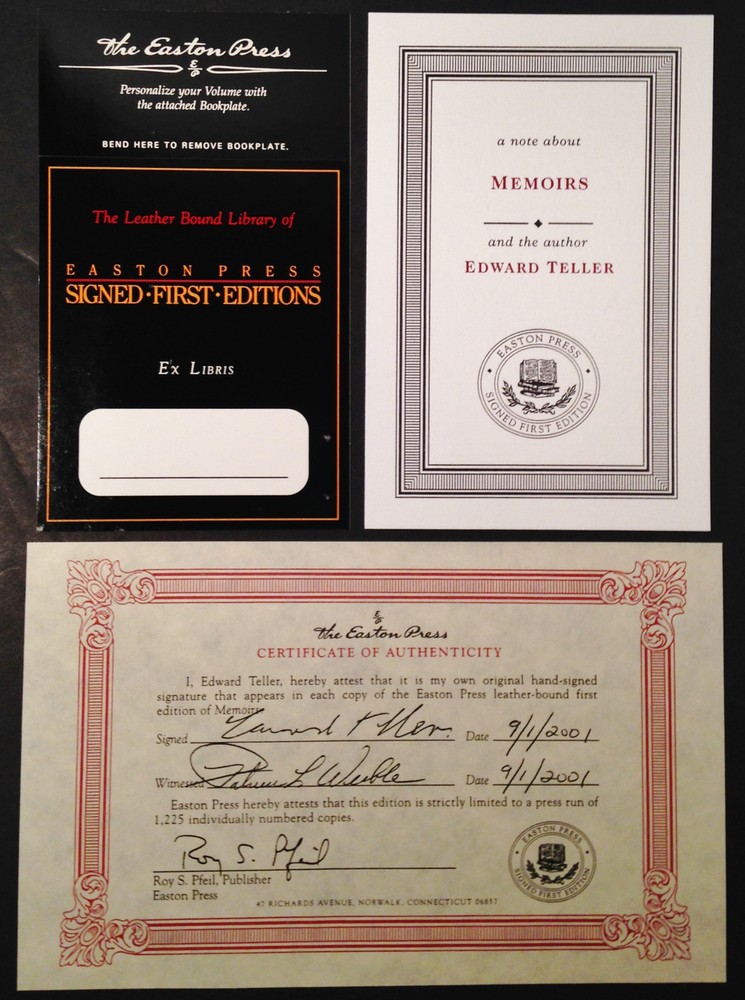 The Easton Press
Personalize your Volume with
the attached Bookplate.
BEND HERE TO REMOVE BOOKPLATE.
The Leather Bound Library of
EASTON PRESS
SIGNED·FIRST·EDITIONS
EX LIBRIS
a note about
MEMOIRS
and the author
EDWARD TELLER
EASTON PRESS
SIGNED FIRST EDITION
The Easton Press
CERTIFICATE OF AUTHENTICITY
I, Edward Teller, hereby attest that it is my own original hand-signed
signature that appears in each copy of the Easton Press leather-bound first
edition of Memoirs.
Signed Edward Teller Date 9/1/2001
Witnessed Date 9/1/2001
Easton Press hereby attests that this edition is strictly limited to a press run of
1,225 individually numbered copies.
Roy S. Pfeil
Roy S. Pfeil, Publisher
Easton Press
47 RICHARDS AVENUE, NORWALK, CONNECTICUT 06857
EASTON PRESS
SIGNED FIRST EDITION